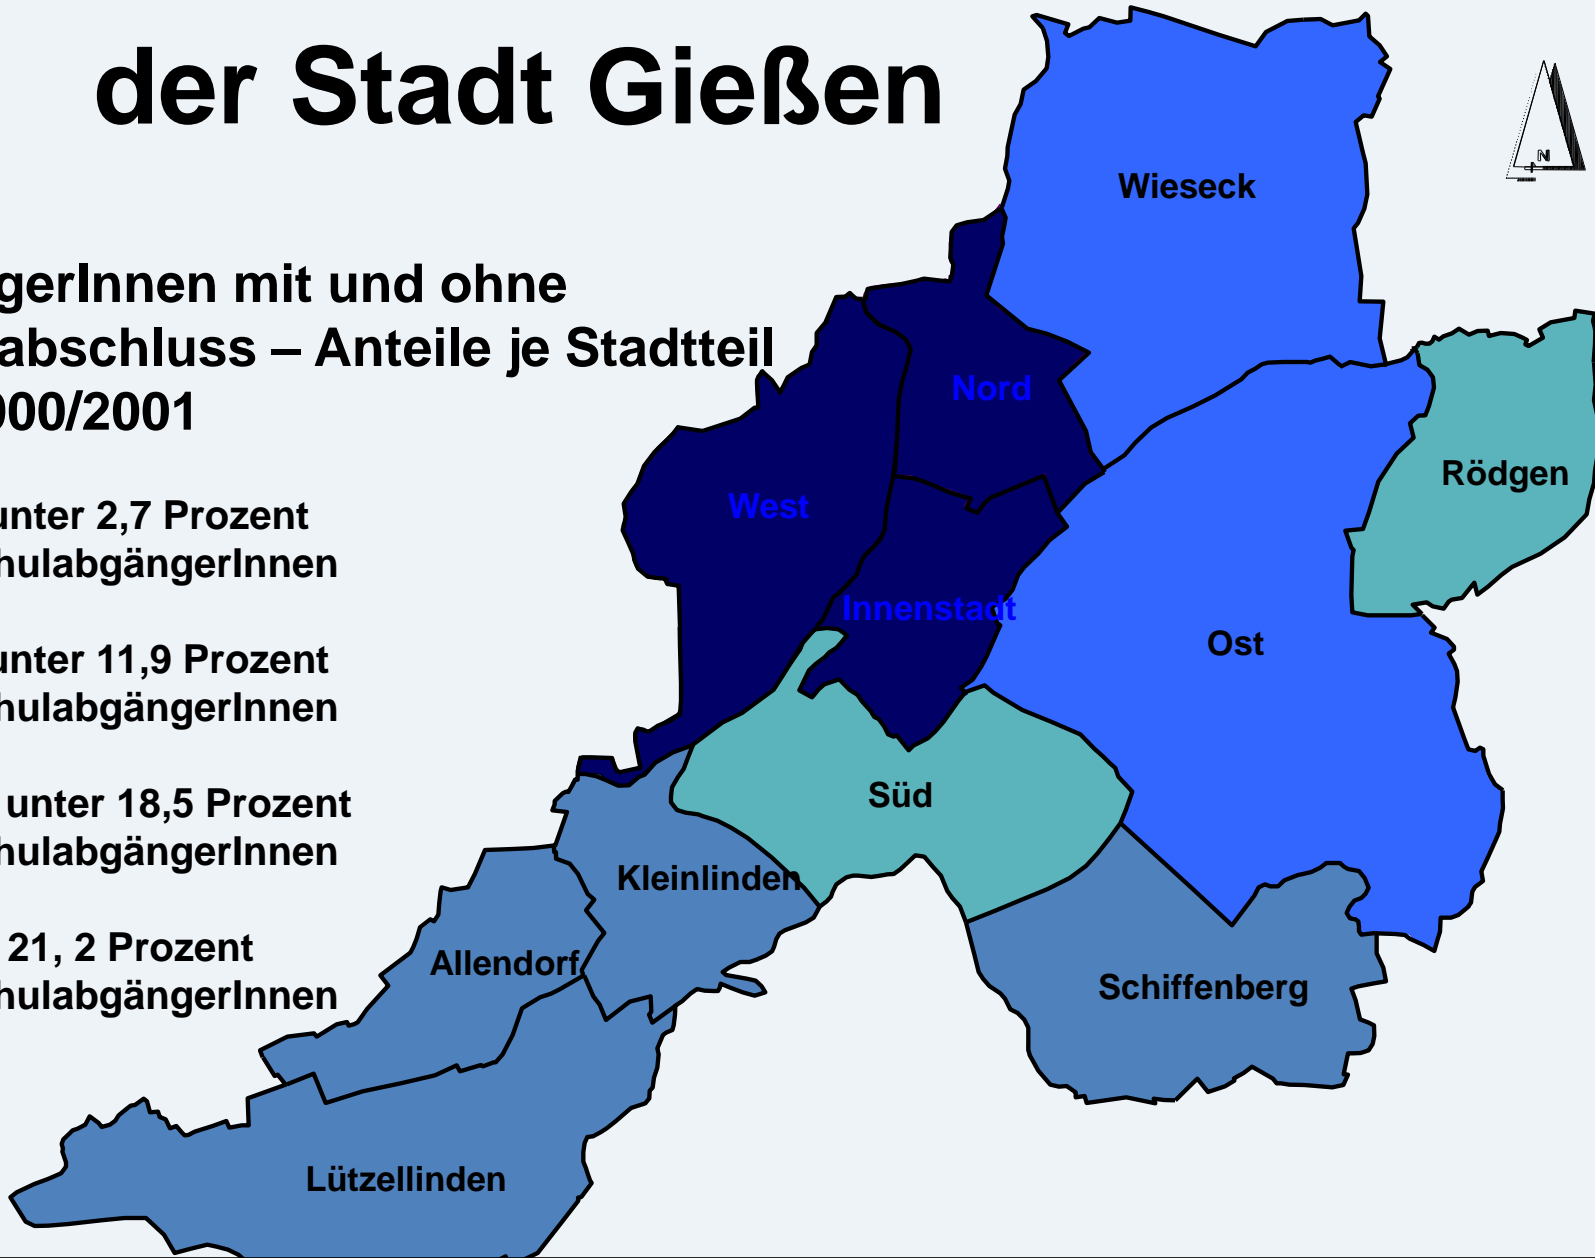 der Stadt Gießen
gerInnen mit und ohne
abschluss – Anteile je Stadtteil
000/2001
unter 2,7 Prozent
hulabgängerInnen
unter 11,9 Prozent
hulabgängerInnen
unter 18,5 Prozent
hulabgängerInnen
21, 2 Prozent
hulabgängerInnen
Wieseck
N
Nord
Rödgen
West
Innenstadt
Ost
Süd
Kleinlinden
Allendorf
Schiffenberg
Lützellinden